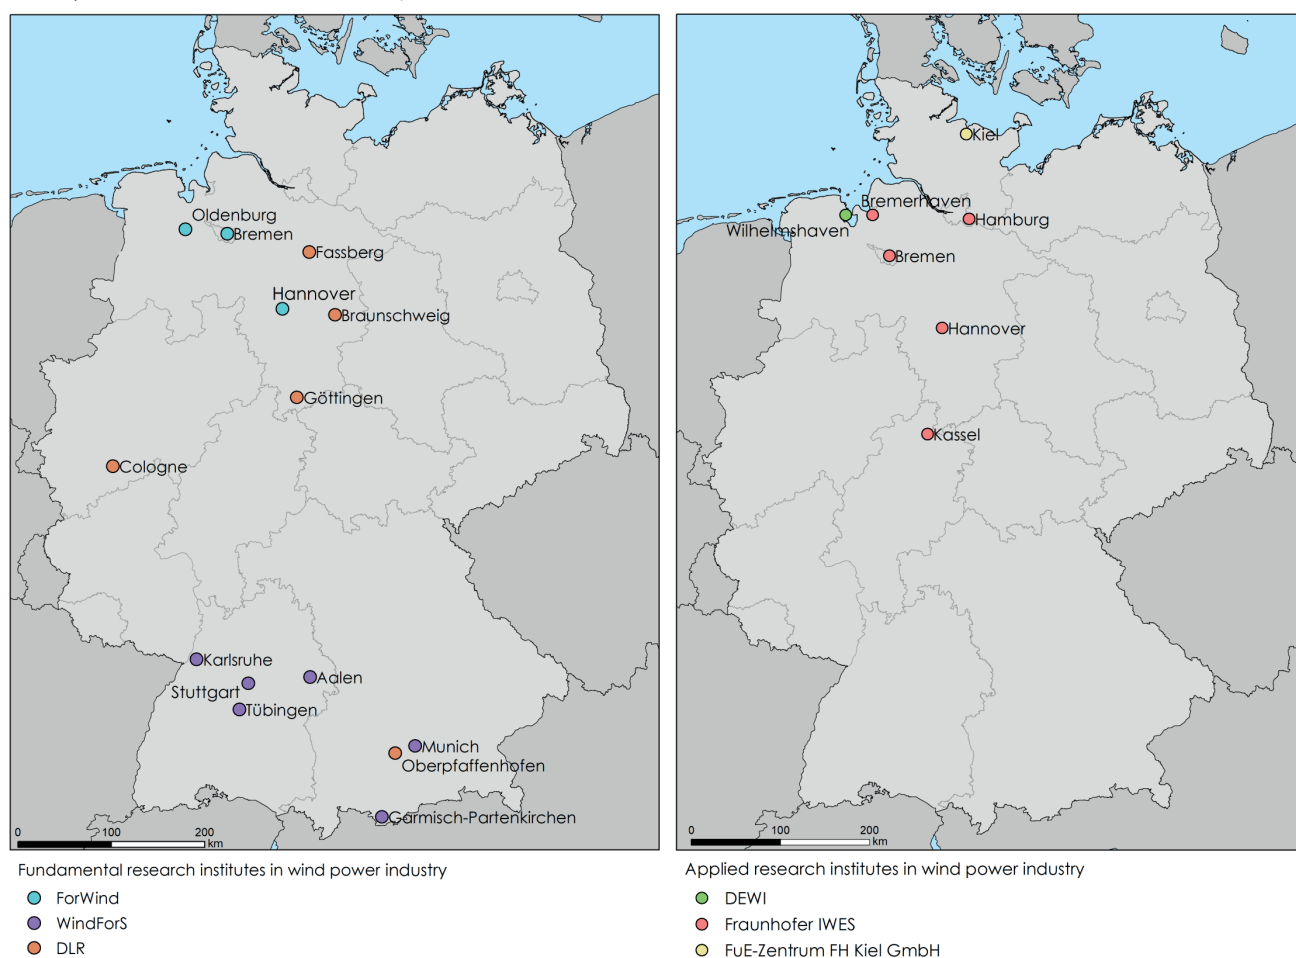 Oldenburg
Bremen
Fassberg
Hannover
Braunschweig
Göttingen
Cologne
Karlsruhe
Stuttgart
Aalen
Tübingen
Munich
Oberpfaffenhofen
Garmisch-Partenkirchen
0 100 200
km
Fundamental research institutes in wind power industry
ForWind
WindForS
DLR
Kiel
Bremerhaven
Hamburg
Wilhelmshaven
Bremen
Hannover
Kassel
0 100 200
km
Applied research institutes in wind power industry
DEWI
Fraunhofer IWES
FuE-Zentrum FH Kiel GmbH